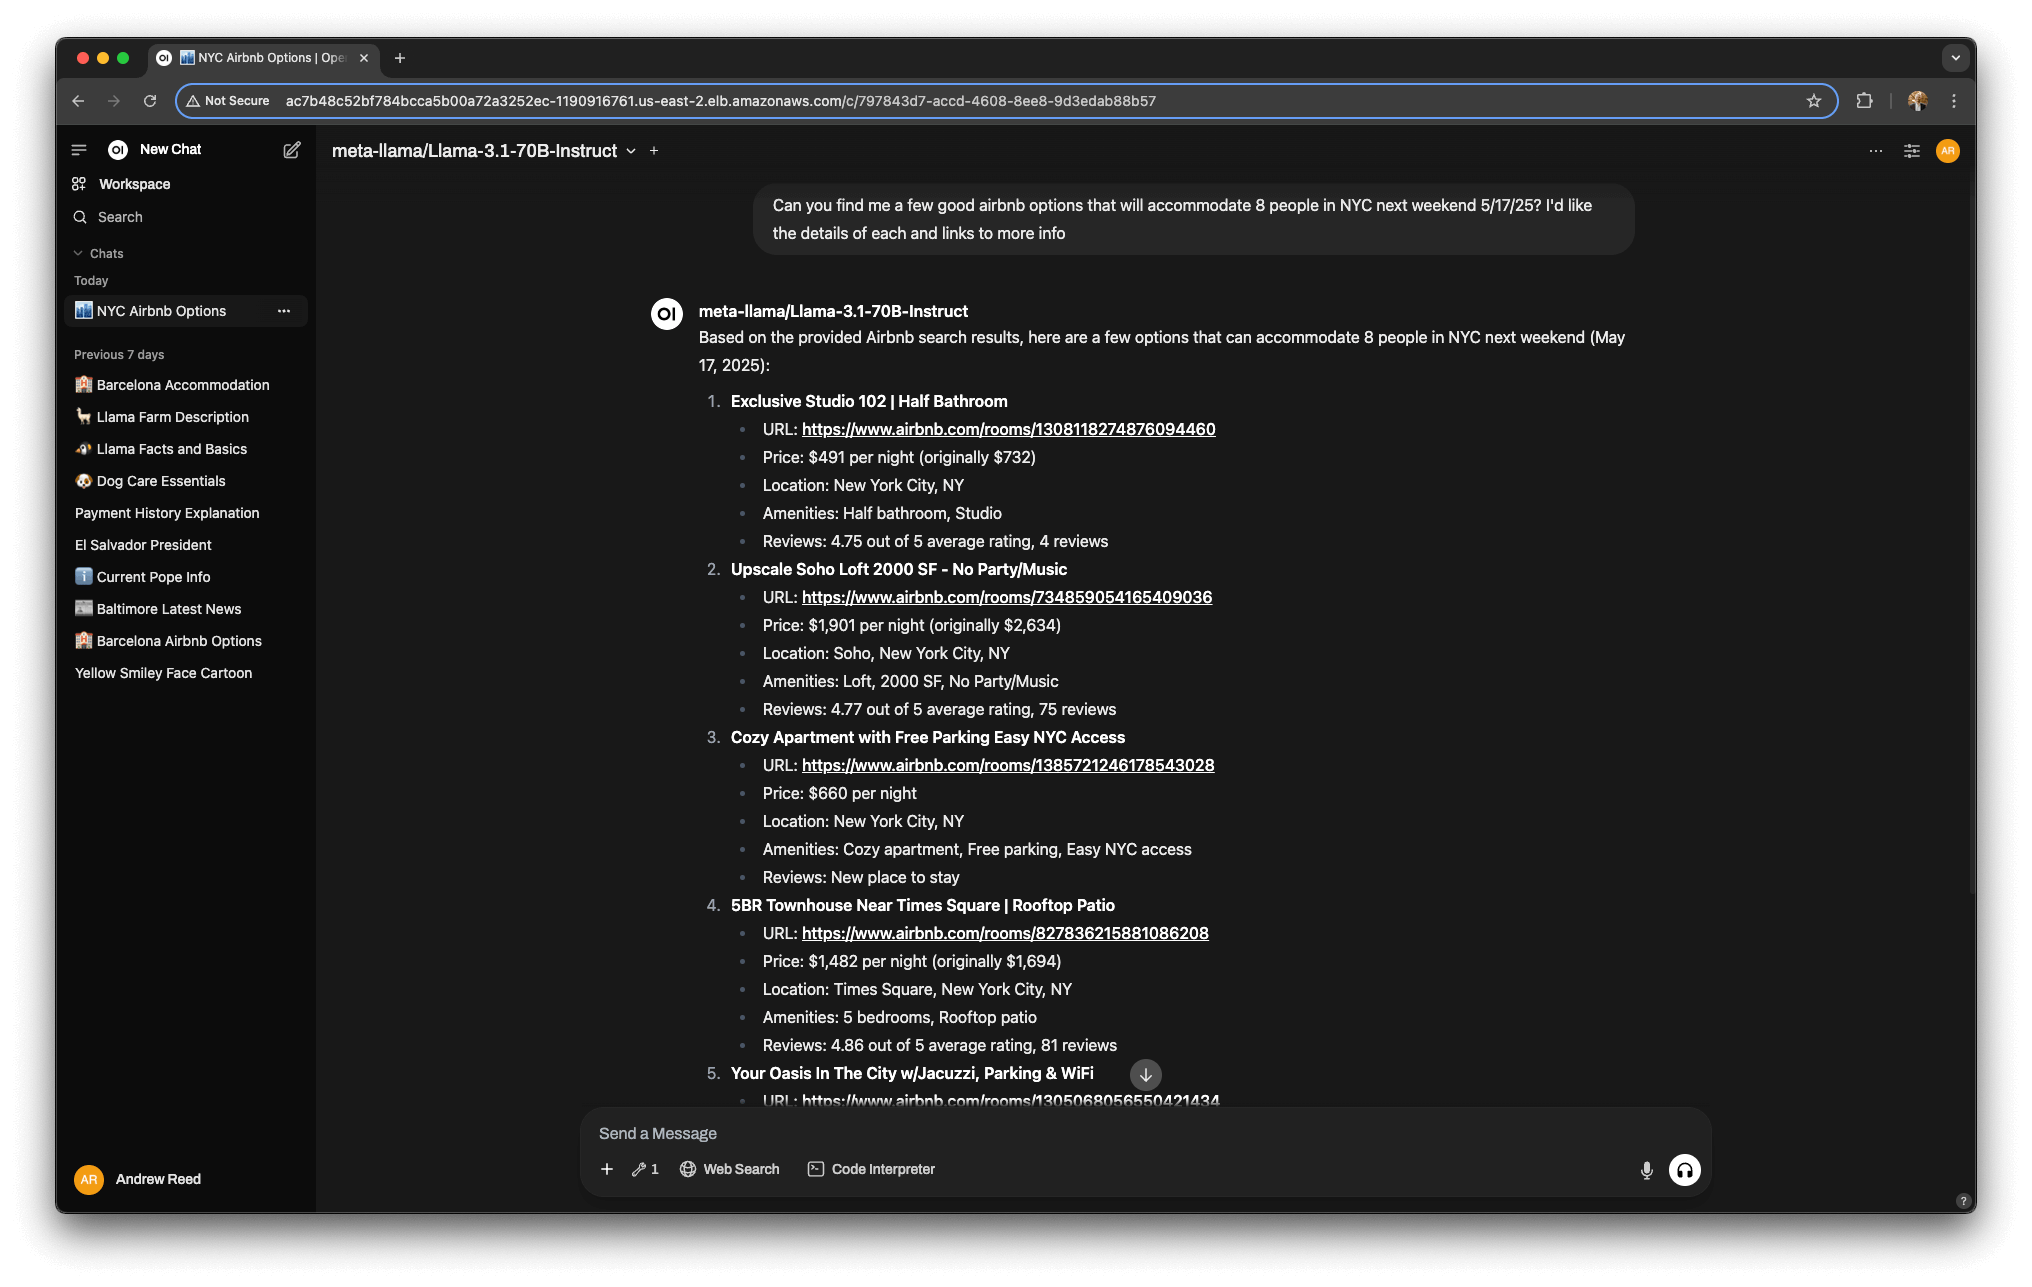 NYC Airbnb Options | Ope
Not Secure
ac7b48c52bf784bcca5b00a72a3252ec-1190916761.us-east-2.elb.amazonaws.com/c/797843d7-accd-4608-8ee8-9d3edab88b57
OI New Chat
Workspace
Search
Chats
Today
NYC Airbnb Options
Previous 7 days
Barcelona Accommodation
Llama Farm Description
Llama Facts and Basics
Dog Care Essentials
Payment History Explanation
El Salvador President
Current Pope Info
Baltimore Latest News
Barcelona Airbnb Options
Yellow Smiley Face Cartoon
AR Andrew Reed
meta-llama/Llama-3.1-70B-Instruct
AR
Can you find me a few good airbnb options that will accommodate 8 people in NYC next weekend 5/17/25? I'd like
the details of each and links to more info
OI meta-llama/Llama-3.1-70B-Instruct
Based on the provided Airbnb search results, here are a few options that can accommodate 8 people in NYC next weekend (May
17, 2025):
1. Exclusive Studio 102 | Half Bathroom
• URL: https://www.airbnb.com/rooms/1308118274876094460
• Price: $491 per night (originally $732)
• Location: New York City, NY
• Amenities: Half bathroom, Studio
• Reviews: 4.75 out of 5 average rating, 4 reviews
2. Upscale Soho Loft 2000 SF - No Party/Music
• URL: https://www.airbnb.com/rooms/734859054165409036
• Price: $1,901 per night (originally $2,634)
• Location: Soho, New York City, NY
• Amenities: Loft, 2000 SF, No Party/Music
• Reviews: 4.77 out of 5 average rating, 75 reviews
3. Cozy Apartment with Free Parking Easy NYC Access
• URL: https://www.airbnb.com/rooms/1385721246178543028
• Price: $660 per night
• Location: New York City, NY
• Amenities: Cozy apartment, Free parking, Easy NYC access
• Reviews: New place to stay
4. 5BR Townhouse Near Times Square | Rooftop Patio
• URL: https://www.airbnb.com/rooms/827836215881086208
• Price: $1,482 per night (originally $1,694)
• Location: Times Square, New York City, NY
• Amenities: 5 bedrooms, Rooftop patio
• Reviews: 4.86 out of 5 average rating, 81 reviews
5. Your Oasis In The City w/Jacuzzi, Parking & WiFi
• URL: https://www.airbnb.com/rooms/1305068056550421434
Send a Message
1 Web Search Code Interpreter
?